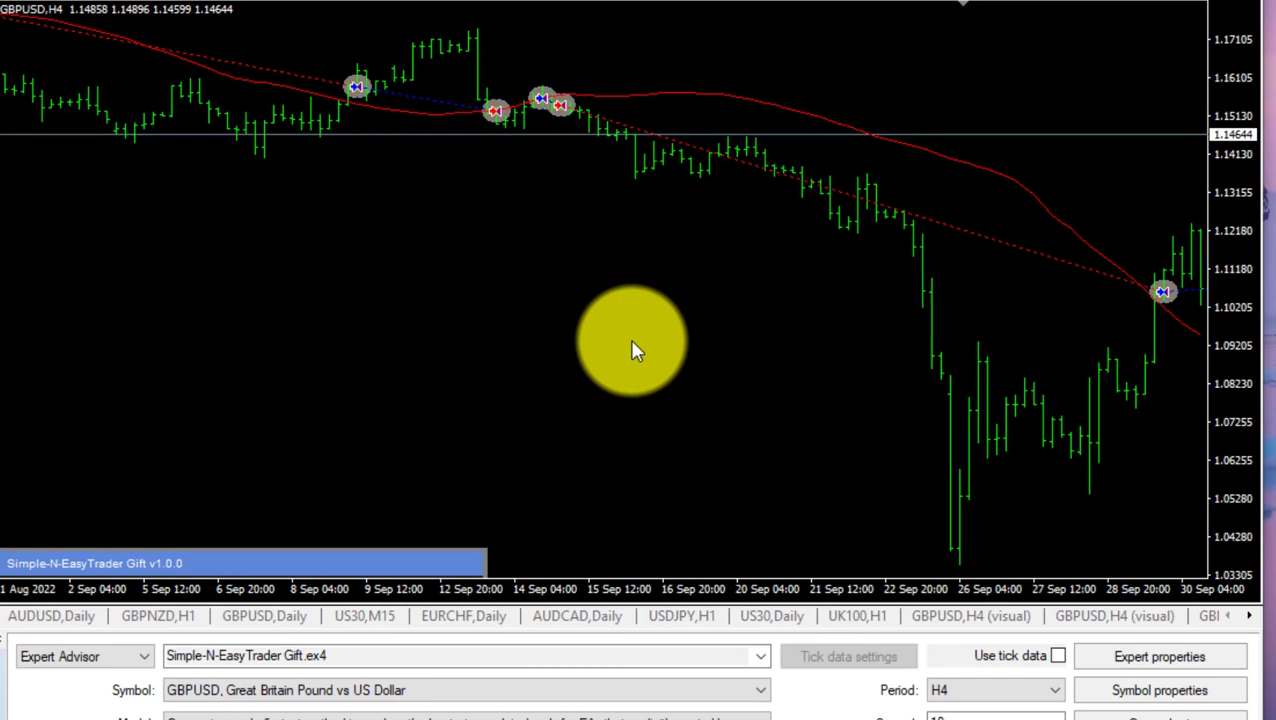 GBPUSD,H4 1.14858 1.14896 1.14599 1.14644
1.17105
1.16105
1.15130
1.14644
1.14130
1.13155
1.12180
1.11180
1.10205
1.09205
1.08230
1.07255
1.06255
1.05280
1.04280
1.03305
Simple-N-EasyTrader Gift v1.0.0
1 Aug 2022 2 Sep 04:00 5 Sep 12:00 6 Sep 20:00 8 Sep 04:00 9 Sep 12:00 12 Sep 20:00 14 Sep 04:00 15 Sep 12:00 16 Sep 20:00 20 Sep 04:00 21 Sep 12:00 22 Sep 20:00 26 Sep 04:00 27 Sep 12:00 28 Sep 20:00 30 Sep 04:00
AUDUSD,Daily GBPNZD,H1 GBPUSD,Daily US30,M15 EURCHF,Daily AUDCAD,Daily USDJPY,H1 US30,Daily UK100,H1 GBPUSD,H4 (visual) GBPUSD,H4 (visual)
Expert Advisor Simple-N-EasyTrader Gift.ex4 Tick data settings Use tick data Expert properties
Symbol: GBPUSD, Great Britain Pound vs US Dollar Period: H4 Symbol properties